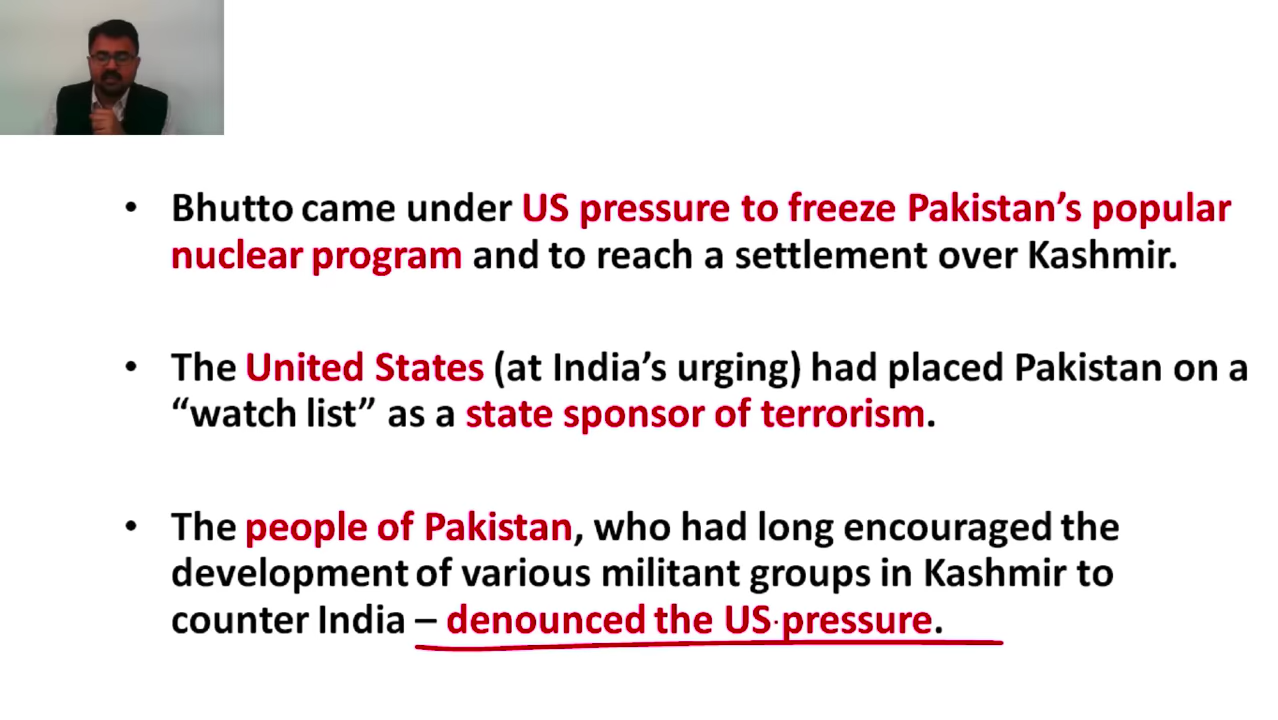 • Bhutto came under US pressure to freeze Pakistan’s popular
nuclear program and to reach a settlement over Kashmir.
• The United States (at India’s urging) had placed Pakistan on a
“watch list” as a state sponsor of terrorism.
• The people of Pakistan, who had long encouraged the
development of various militant groups in Kashmir to
counter India – denounced the US pressure.